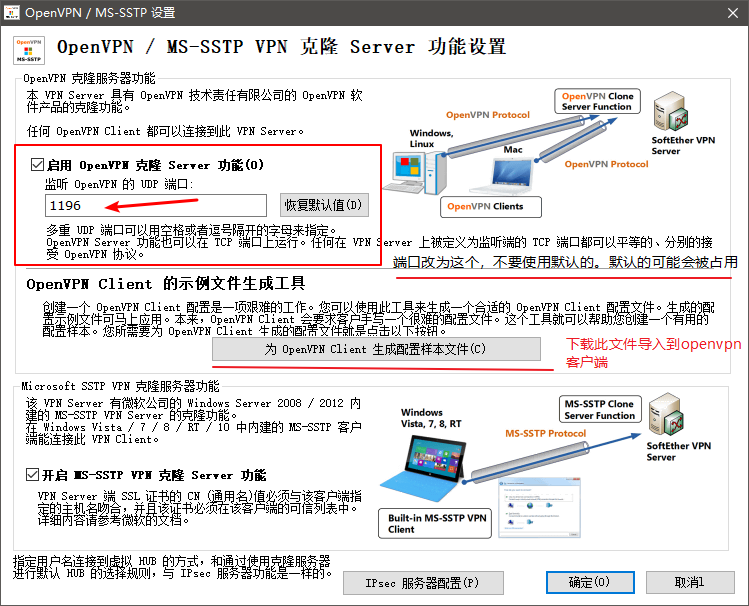 OpenVPN / MS-SSTP 设置
OpenVPN
MS-SSTP
OpenVPN / MS-SSTP VPN 克隆 Server 功能设置
OpenVPN 克隆服务器功能
本 VPN Server 具有 OpenVPN 技术责任有限公司的 OpenVPN 软
件产品的克隆功能。
任何 OpenVPN Client 都可以连接到此 VPN Server。
启用 OpenVPN 克隆 Server 功能(O)
监听 OpenVPN 的 UDP 端口:
1196
恢复默认值(D)
多重 UDP 端口可以用空格或者逗号隔开的字母来指定。
OpenVPN Server 功能也可以在 TCP 端口上运行。任何在 VPN Server 上被定义为监听端的 TCP 端口都可以平等的、分别的接
受 OpenVPN 协议。
OpenVPN Clone
Server Function
OpenVPN Protocol
Windows,
Linux
Mac
SoftEther VPN
Server
OpenVPN Protocol
OpenVPN Clients
端口改为这个，不要使用默认的。默认的可能会被占用
OpenVPN Client 的示例文件生成工具
创建一个 OpenVPN Client 配置是一项艰难的工作。您可以使用此工具来生成一个合适的 OpenVPN Client 配置文件。生成的配
置示例文件可马上应用。本来，OpenVPN Client 会要求客户手写一个很难的配置文件。这个工具就可以帮助您创建一个有用的
配置样本。您所需要为 OpenVPN Client 生成的配置文件就是点击以下按钮。
为 OpenVPN Client 生成配置样本文件(C)
下载此文件导入到openvpn
客户端
Microsoft SSTP VPN 克隆服务器功能
该 VPN Server 有微软公司的 Windows Server 2008 / 2012 内
建的 MS-SSTP VPN Server 的克隆功能。
在 Windows Vista / 7 / 8 / RT / 10 中内建的 MS-SSTP 客户
端能连接此 VPN Client。
开启 MS-SSTP VPN 克隆 Server 功能
VPN Server 端 SSL 证书的 CN (通用名)值必须与该客户端指
定的主机名吻合，并且该证书必须在该客户端的可信列表中。
详细内容请参考微软的文档。
Windows
Vista, 7, 8, RT
MS-SSTP Clone
Server Function
MS-SSTP Protocol
SoftEther VPN
Server
Built-in MS-SSTP VPN
Client
指定用户名连接到虚拟 HUB 的方式，和通过使用克隆服务器
进行默认 HUB 的选择规则，与 IPsec 服务器功能是一样的。
IPsec 服务器配置(P)
确定(O)
取消l